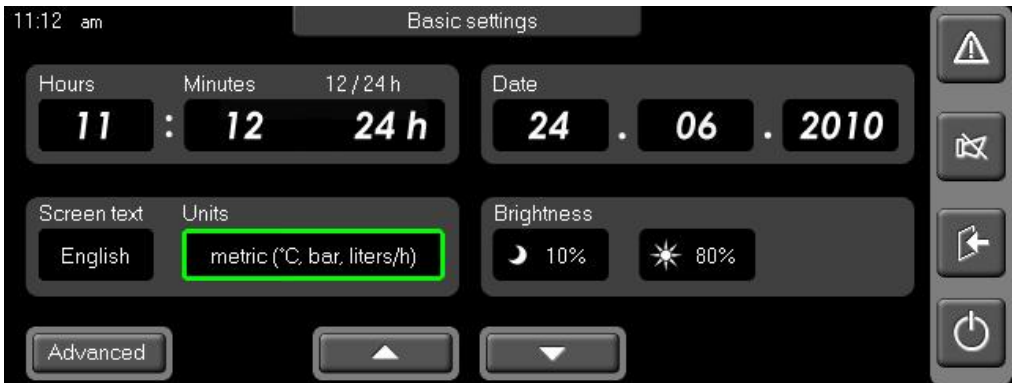 11:12 am
Basic settings
Hours Minutes 12/24 h
11 : 12 24 h
Date
24 . 06 . 2010
Screen text Units
English metric (°C, bar, liters/h)
Brightness
10% 80%
Advanced